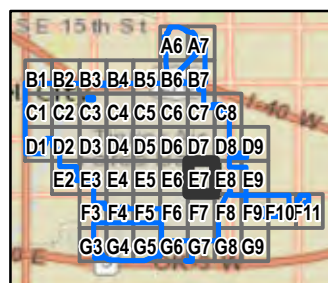 SE 15th St
A6 A7
B1 B2 B3 B4 B5 B6 B7
C1 C2 C3 C4 C5 C6 C7 C8
I-40 W
D1 D2 D3 D4 D5 D6 D7 D8 D9
E2 E3 E4 E5 E6 E7 E8 E9
F3 F4 F5 F6 F7 F8 F9 F10 F11
G3 G4 G5 G6 G7 G8 G9